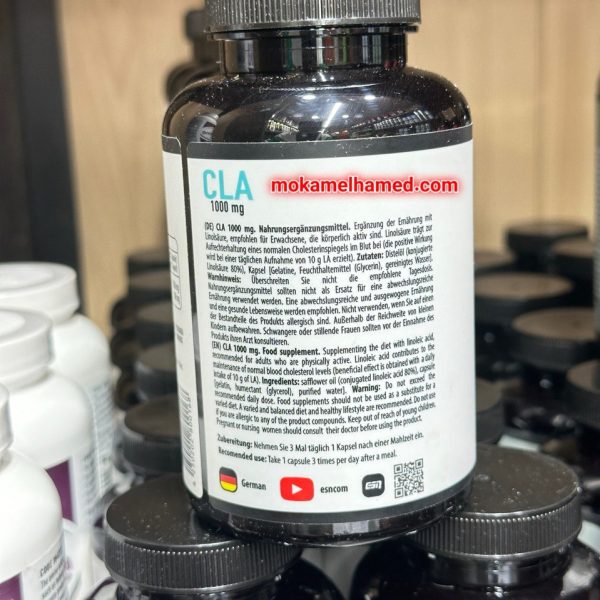 CLA
mokamelhamed.com
1000 mg
(DE) CLA 1000 mg. Nahrungsergänzungsmittel. Ergänzung der Ernährung mit
Linolsäure, empfohlen für Erwachsene, die körperlich aktiv sind. Linolsäure trägt zur
Aufrechterhaltung eines normalen Cholesterinspiegels im Blut bei (die positive Wirkung
wird bei einer täglichen Aufnahme von 10 g LA erzielt). Zutaten: Distelöl [konjugierte
Linolsäure 80%), Kapsel [Gelatine, Feuchthaltemittel (Glycerin), gereinigtes Wasser].
Warnhinweis: Überschreiten Sie nicht die empfohlene Tagesdosis.
Nahrungsergänzungsmittel sollten nicht als Ersatz für eine abwechslungsreiche
Ernährung verwendet werden. Eine abwechslungsreiche und ausgewogene Ernährung
und eine gesunde Lebensweise werden empfohlen. Nicht verwenden, wenn Sie auf einen
der Bestandteile des Produkts allergisch sind. Außerhalb der Reichweite von kleinen
Kindern aufbewahren. Schwangere oder stillende Frauen sollten vor der Einnahme des
Produkts ihren Arzt konsultieren.
(EN) CLA 1000 mg. Food supplement. Supplementing the diet with linoleic acid,
recommended for adults who are physically active. Linoleic acid contributes to the
maintenance of normal blood cholesterol levels (beneficial effect is obtained with a daily
intake of 10 g of LA). Ingredients: safflower oil (conjugated linoleic acid 80%), capsule
[gelatin, humectant (glycerol), purified water]. Warning: Do not exceed the
recommended daily dose. Food supplements should not be used as a substitute for a
varied diet. A varied and balanced diet and healthy lifestyle are recommended. Do not use
if you are allergic to any of the product compounds. Keep out of reach of young children.
Pregnant or nursing women should consult their doctor before using the product.
Zubereitung: Nehmen Sie 3 Mal täglich 1 Kapsel nach einer Mahlzeit ein.
Recomended use: Take 1 capsule 3 times per day after a meal.
German
esncom
ESN